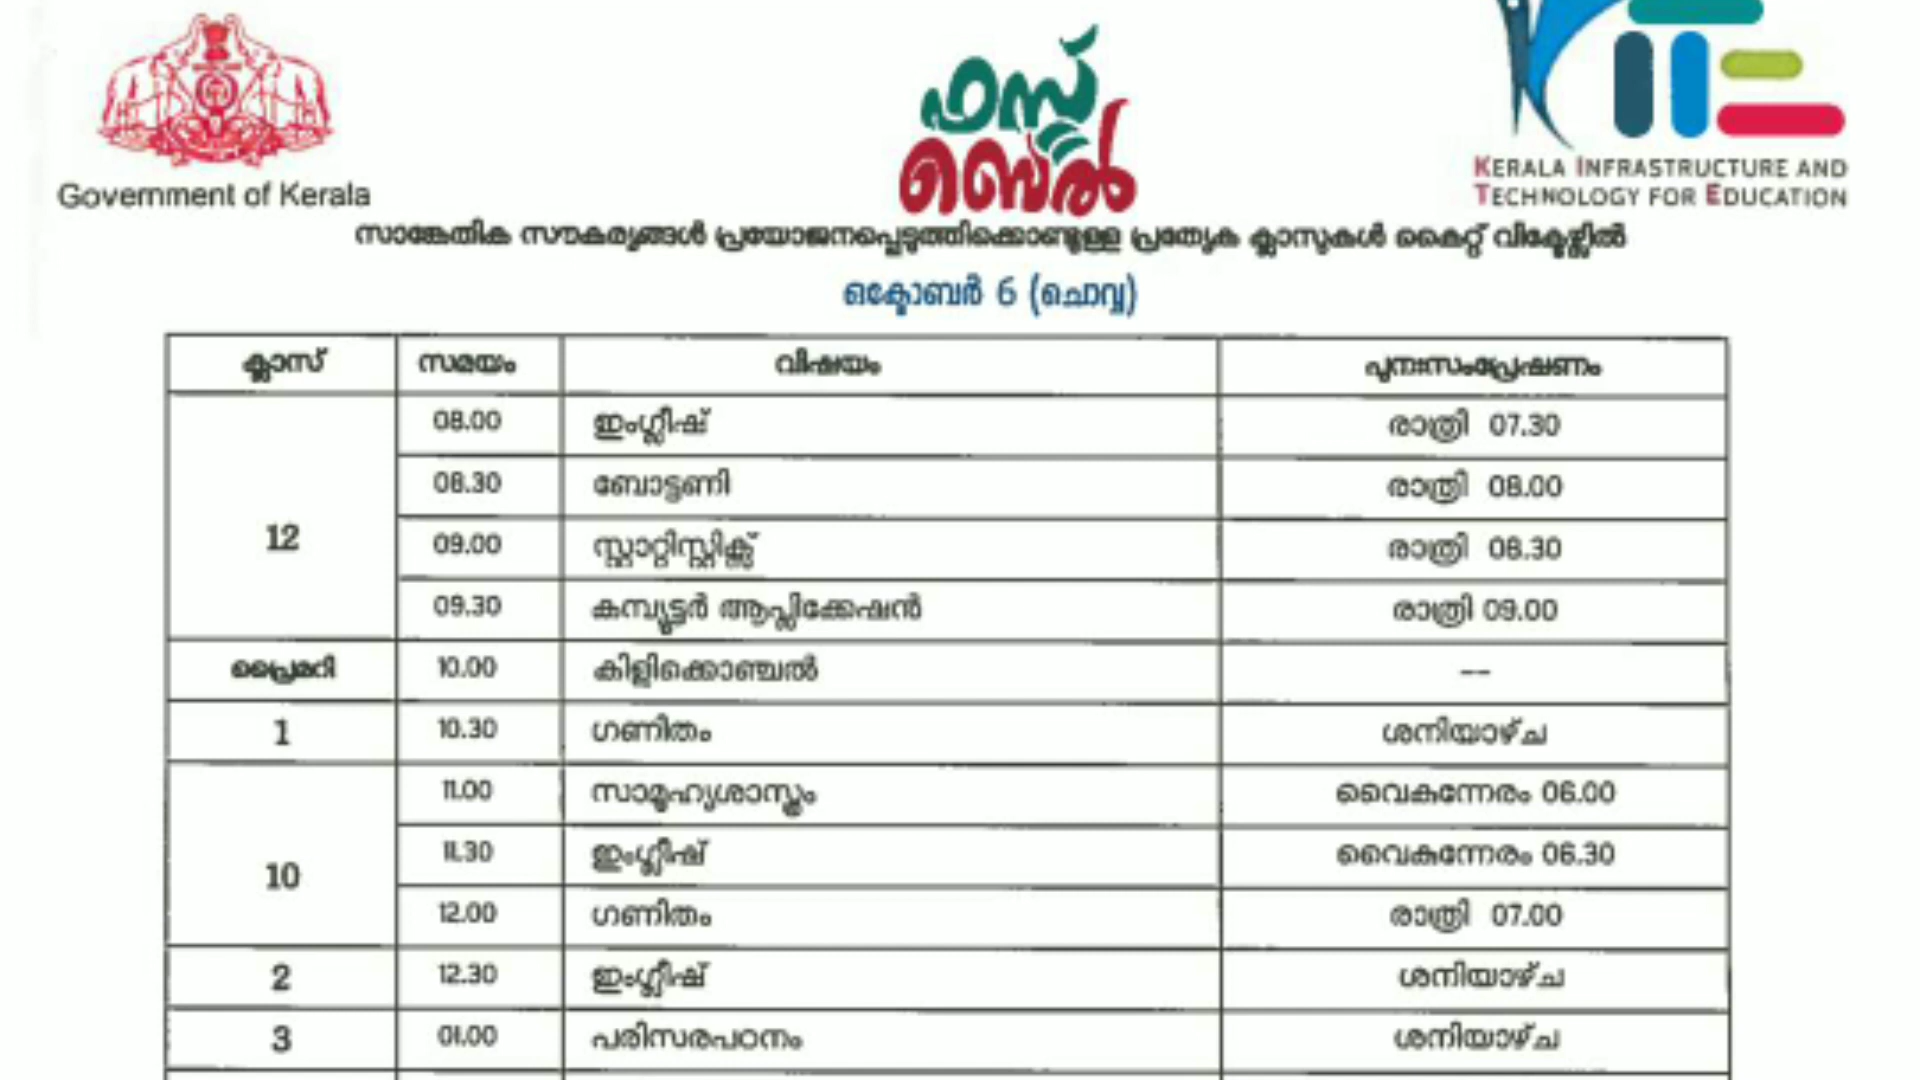 Government of Kerala
ഫസ്റ്റ്
ബെൽ
KERALA INFRASTRUCTURE AND
TECHNOLOGY FOR EDUCATION
സാങ്കേതിക സൗകര്യങ്ങൾ പ്രയോജനപ്പെടുത്തിക്കൊണ്ടുള്ള പ്രത്യേക ക്ലാസുകൾ കൈറ്റ് വിക്ടേഴ്സിൽ
ഒക്ടോബർ 6 (ചൊവ്വ)
ക്ലാസ് സമയം വിഷയം പുനഃസംപ്രേഷണം
12 08.00 ഇംഗ്ലീഷ് രാത്രി 07.30
08.30 ബോട്ടണി രാത്രി 08.00
09.00 സ്റ്റാറ്റിസ്റ്റിക്സ് രാത്രി 08.30
09.30 കമ്പ്യൂട്ടർ ആപ്ലിക്കേഷൻ രാത്രി 09.00
പ്രൈമറി 10.00 കിളിക്കൊഞ്ചൽ --
1 10.30 ഗണിതം ശനിയാഴ്ച
10 11.00 സാമൂഹ്യശാസ്ത്രം വൈകുന്നേരം 06.00
11.30 ഇംഗ്ലീഷ് വൈകുന്നേരം 06.30
12.00 ഗണിതം രാത്രി 07.00
2 12.30 ഇംഗ്ലീഷ് ശനിയാഴ്ച
3 01.00 പരിസരപഠനം ശനിയാഴ്ച